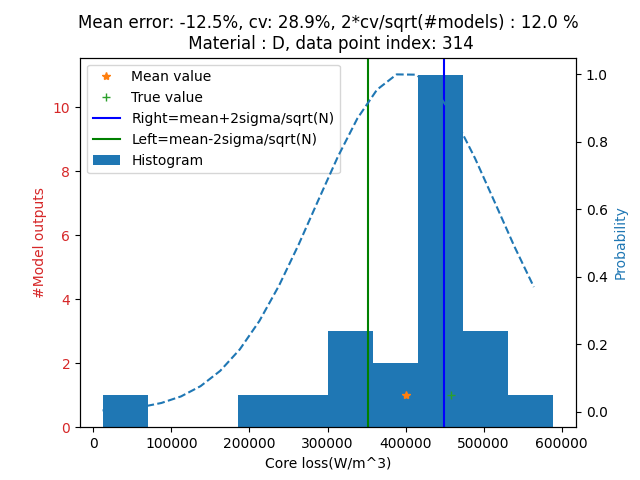 Mean error: -12.5%, cv: 28.9%, 2*cv/sqrt(#models) : 12.0 %
Material : D, data point index: 314
Mean value
True value
Right=mean+2sigma/sqrt(N)
Left=mean-2sigma/sqrt(N)
Histogram
#Model outputs
10
8
6
4
2
0
Probability
1.0
0.8
0.6
0.4
0.2
0.0
0 100000 200000 300000 400000 500000 600000
Core loss(W/m^3)